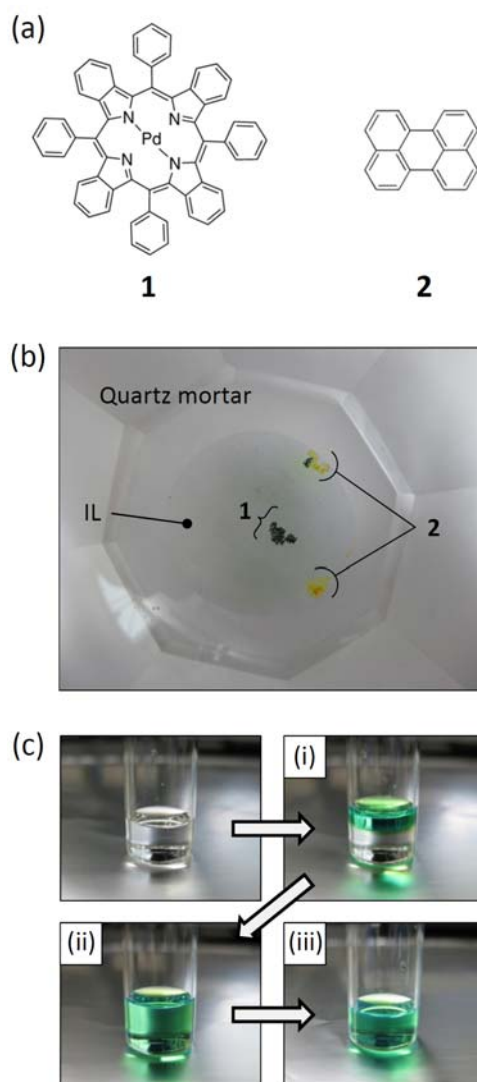 (a)
N
N
Pd
N
N
1
2
(b)
Quartz mortar
IL
1
2
(c)
(i)
(ii)
(iii)